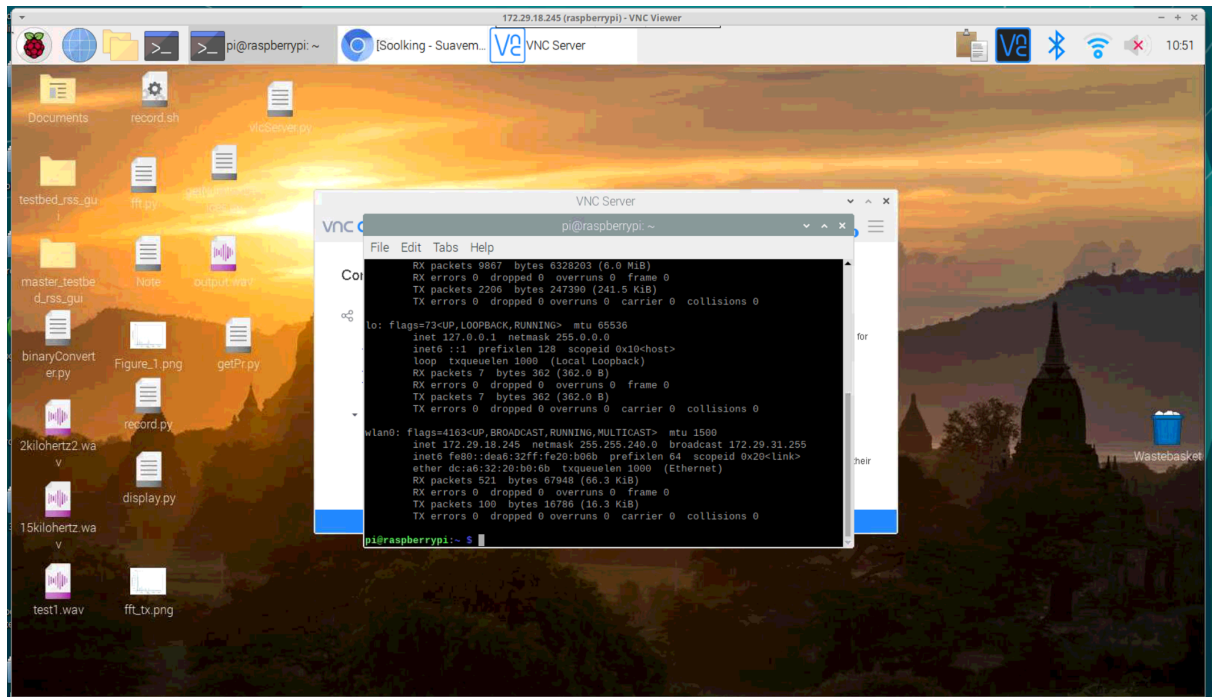 172.29.18.245 (raspberrypi) - VNC Viewer
pi@raspberrypi: ~
[Soolking - Suavem...
VNC Server
10:51
Documents
record.sh
vlcServer.py
testbed_rss_gu
i
fft.py
master_testbe
d_rss_gui
Note
output.wav
binaryConvert
er.py
Figure_1.png
getPr.py
record.py
2kilohertz2.wa
v
display.py
15kilohertz.wa
v
test1.wav
fft_tx.png
Wastebasket
VNC Server
VNC
Con
for
their
pi@raspberrypi: ~
File Edit Tabs Help
RX packets 9867 bytes 6328203 (6.0 MiB)
RX errors 0 dropped 0 overruns 0 frame 0
TX packets 2206 bytes 247390 (241.5 KiB)
TX errors 0 dropped 0 overruns 0 carrier 0 collisions 0
lo: flags=73<UP,LOOPBACK,RUNNING> mtu 65536
inet 127.0.0.1 netmask 255.0.0.0
inet6 ::1 prefixlen 128 scopeid 0x10<host>
loop txqueuelen 1000 (Local Loopback)
RX packets 7 bytes 362 (362.0 B)
RX errors 0 dropped 0 overruns 0 frame 0
TX packets 7 bytes 362 (362.0 B)
TX errors 0 dropped 0 overruns 0 carrier 0 collisions 0
wlan0: flags=4163<UP,BROADCAST,RUNNING,MULTICAST> mtu 1500
inet 172.29.18.245 netmask 255.255.240.0 broadcast 172.29.31.255
inet6 fe80::dea6:32ff:fe20:b06b prefixlen 64 scopeid 0x20<link>
ether dc:a6:32:20:b0:6b txqueuelen 1000 (Ethernet)
RX packets 521 bytes 67948 (66.3 KiB)
RX errors 0 dropped 0 overruns 0 frame 0
TX packets 100 bytes 16786 (16.3 KiB)
TX errors 0 dropped 0 overruns 0 carrier 0 collisions 0
pi@raspberrypi:~ $